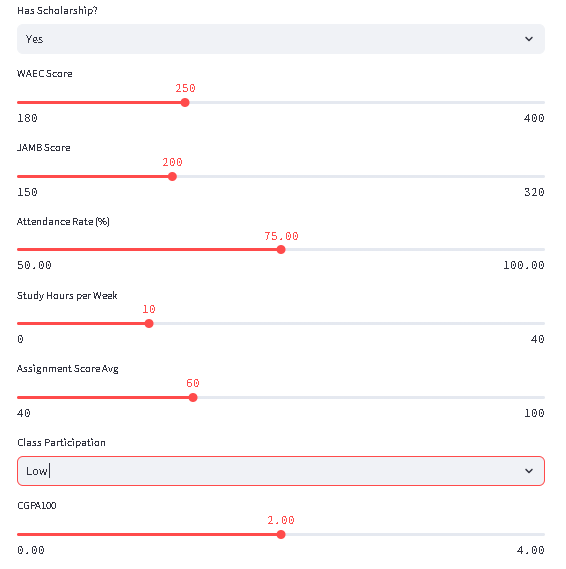 Has Scholarship?
Yes
WAEC Score
250
180 400
JAMB Score
200
150 320
Attendance Rate (%)
75.00
50.00 100.00
Study Hours per Week
10
0 40
Assignment Score Avg
60
40 100
Class Participation
Low
CGPA100
2.00
0.00 4.00